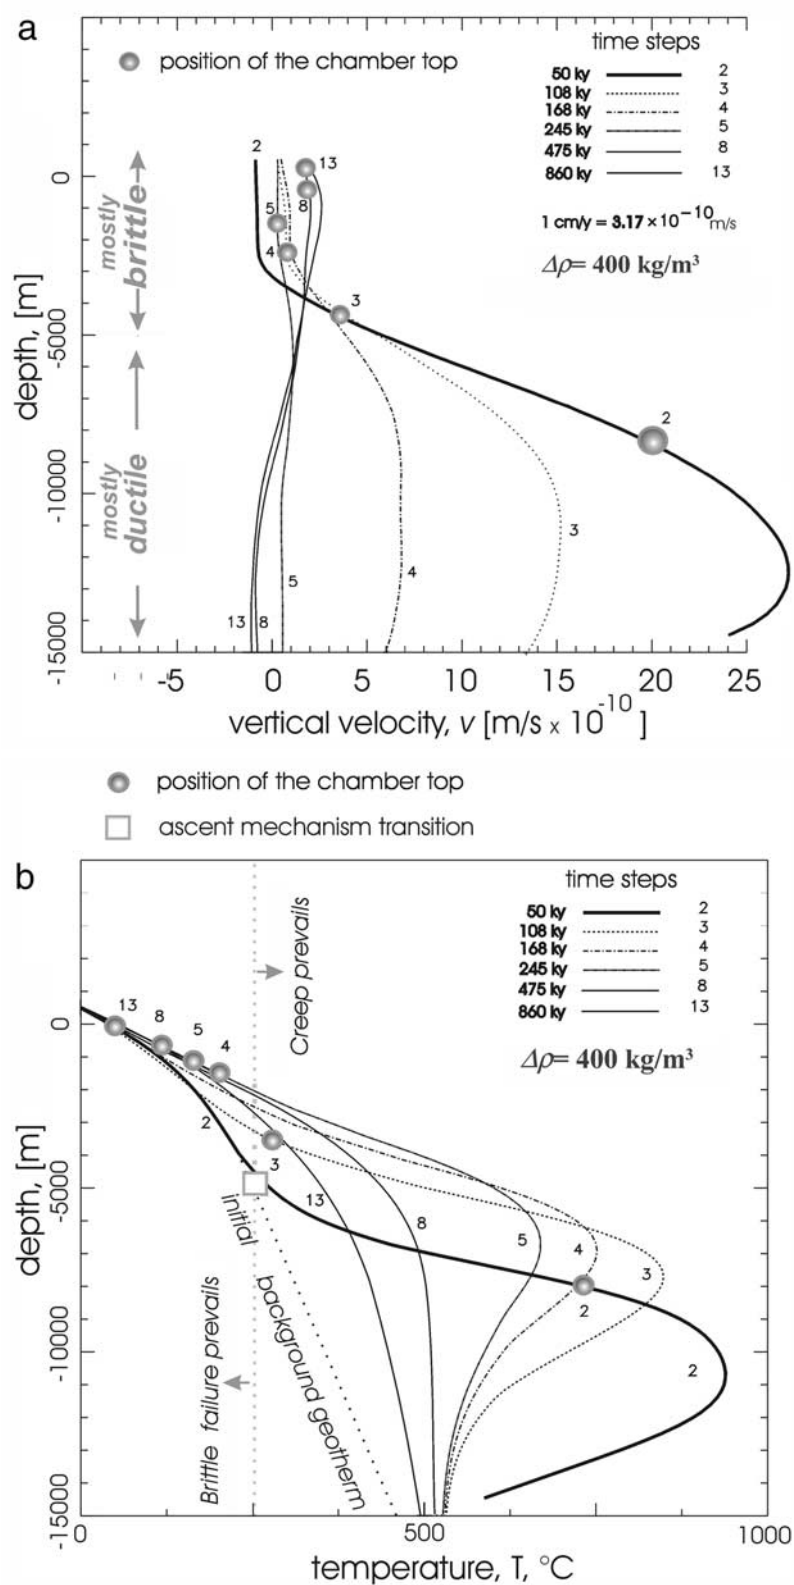 a
position of the chamber top
time steps
50 ky 2
108 ky 3
168 ky 4
245 ky 5
475 ky 8
860 ky 13
1 cm/y = 3.17×10⁻¹⁰ m/s
Δρ= 400 kg/m³
2
13
8
5
4
3
2
3
4
5
13
8
mostly
brittle
mostly
ductile
depth, [m]
0
-5000
-10000
-15000
-5 0 5 10 15 20 25
vertical velocity, v [m/s x 10⁻¹⁰ ]
position of the chamber top
ascent mechanism transition
b
time steps
50 ky 2
108 ky 3
168 ky 4
245 ky 5
475 ky 8
860 ky 13
Δρ= 400 kg/m³
Creep prevails
13 8 5 4
2
3
13
8
5
4
3
2
2
initial
background geotherm
Brittle failure prevails
depth, [m]
0
-5000
-10000
-15000
0 500 1000
temperature, T, °C